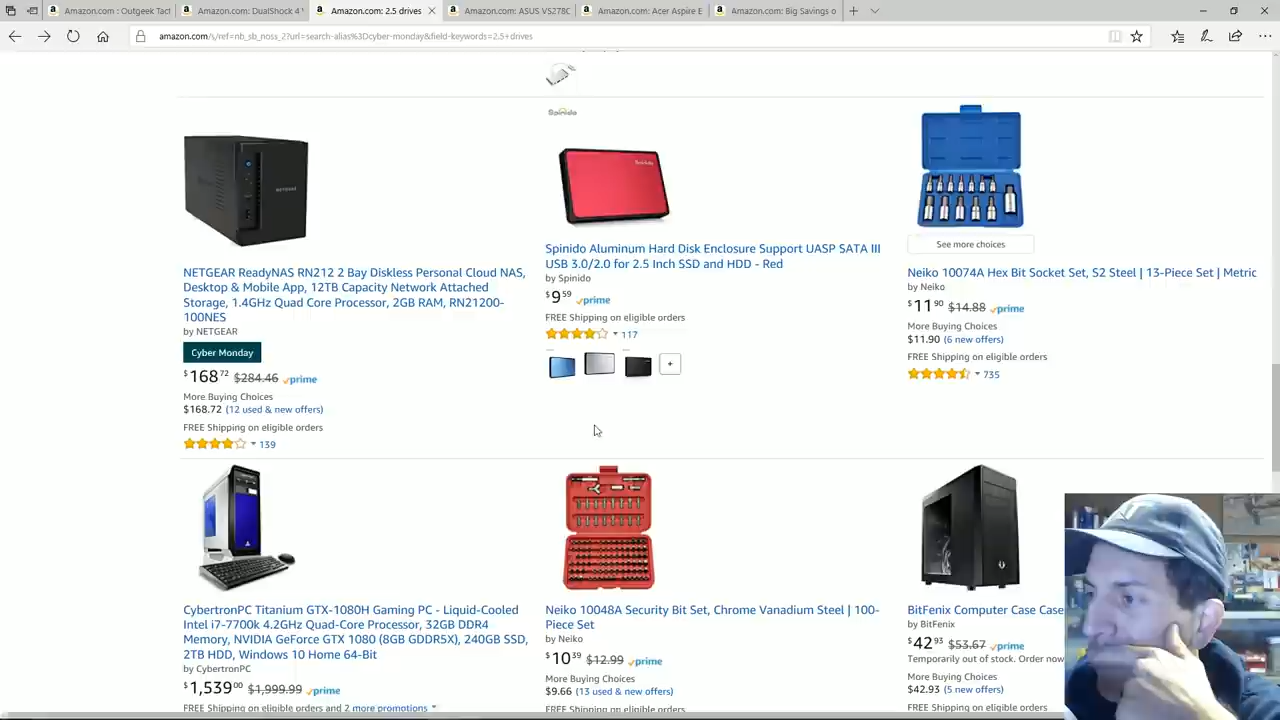 Amazon.com : Outgeek Tact
Amazon.com: DualShock 4 W
Amazon.com: 2.5 drives
Amazon.com: ASUS VS278C
Amazon.com: Acer Aspire E
Amazon.com: Big Savings o
amazon.com/s/ref=nb_sb_noss_2?url=search-alias%3Dcyber-monday&field-keywords=2.5+drives
Spinido
NETGEAR
Spinido
See more choices
NETGEAR ReadyNAS RN212 2 Bay Diskless Personal Cloud NAS,
Desktop & Mobile App, 12TB Capacity Network Attached
Storage, 1.4GHz Quad Core Processor, 2GB RAM, RN21200-
100NES
by NETGEAR
Cyber Monday
$168 72 $284.46 prime
More Buying Choices
$168.72 (12 used & new offers)
FREE Shipping on eligible orders
139
Spinido Aluminum Hard Disk Enclosure Support UASP SATA III
USB 3.0/2.0 for 2.5 Inch SSD and HDD - Red
by Spinido
$9 59 prime
FREE Shipping on eligible orders
117
+
Neiko 10074A Hex Bit Socket Set, S2 Steel | 13-Piece Set | Metric
by Neiko
$11 90 $14.88 prime
More Buying Choices
$11.90 (6 new offers)
FREE Shipping on eligible orders
735
CybertronPC Titanium GTX-1080H Gaming PC - Liquid-Cooled
Intel i7-7700k 4.2GHz Quad-Core Processor, 32GB DDR4
Memory, NVIDIA GeForce GTX 1080 (8GB GDDR5X), 240GB SSD,
2TB HDD, Windows 10 Home 64-Bit
by CybertronPC
$1,539 00 $1,999.99 prime
FREE Shipping on eligible orders and 2 more promotions
Neiko 10048A Security Bit Set, Chrome Vanadium Steel | 100-
Piece Set
by Neiko
$10 39 $12.99 prime
More Buying Choices
$9.66 (13 used & new offers)
FREE Shipping on eligible orders
BitFenix Computer Case Case
by BitFenix
$42 93 $53.67 prime
Temporarily out of stock. Order now
More Buying Choices
$42.93 (5 new offers)
FREE Shipping on eligible orders